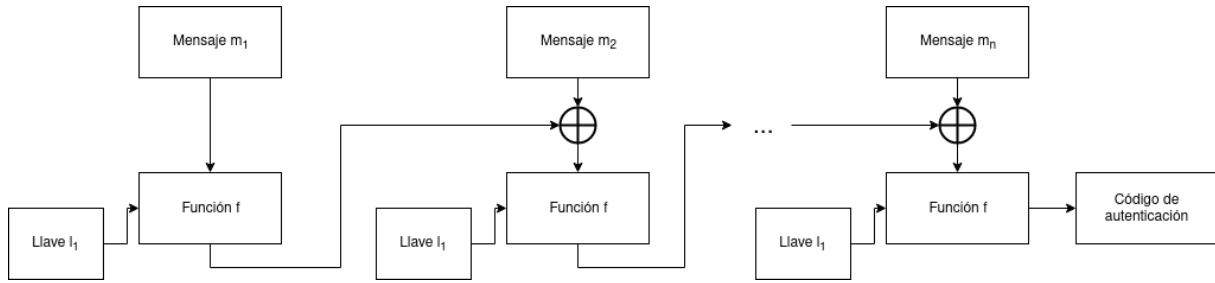 Mensaje m1
Mensaje m2
Mensaje mn
...
Función f
Función f
Función f
Código de
autenticación
Llave l1
Llave l1
Llave l1